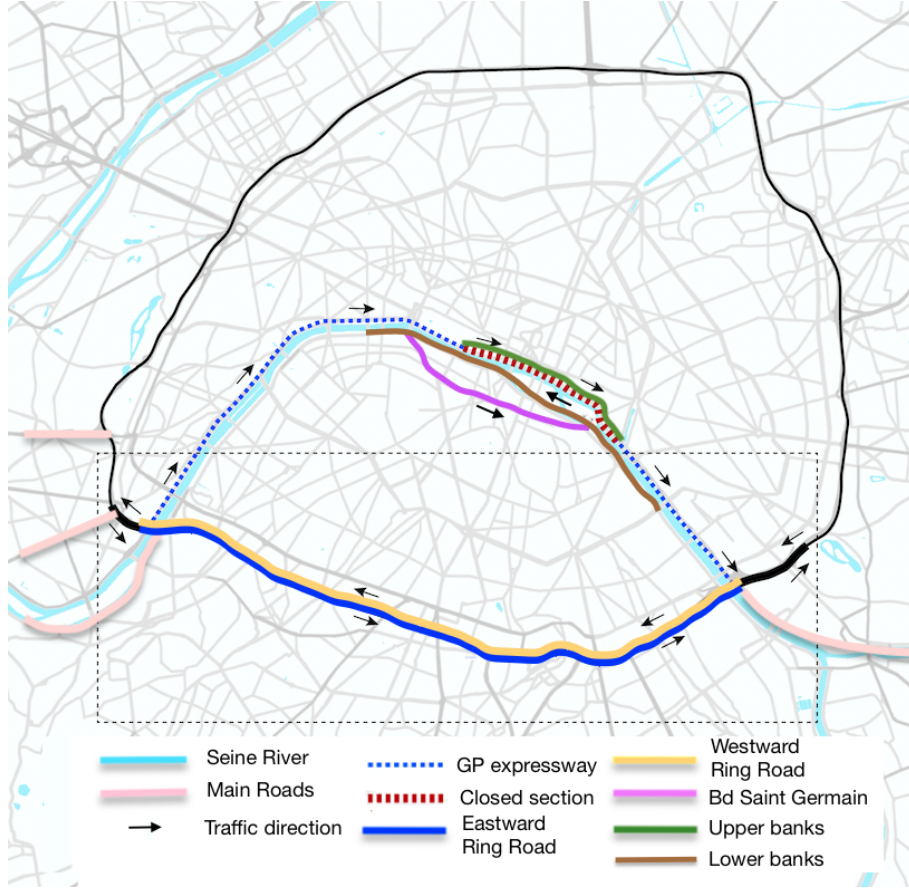 Seine River
Main Roads
Traffic direction
GP expressway
Closed section
Eastward
Ring Road
Westward
Ring Road
Bd Saint Germain
Upper banks
Lower banks